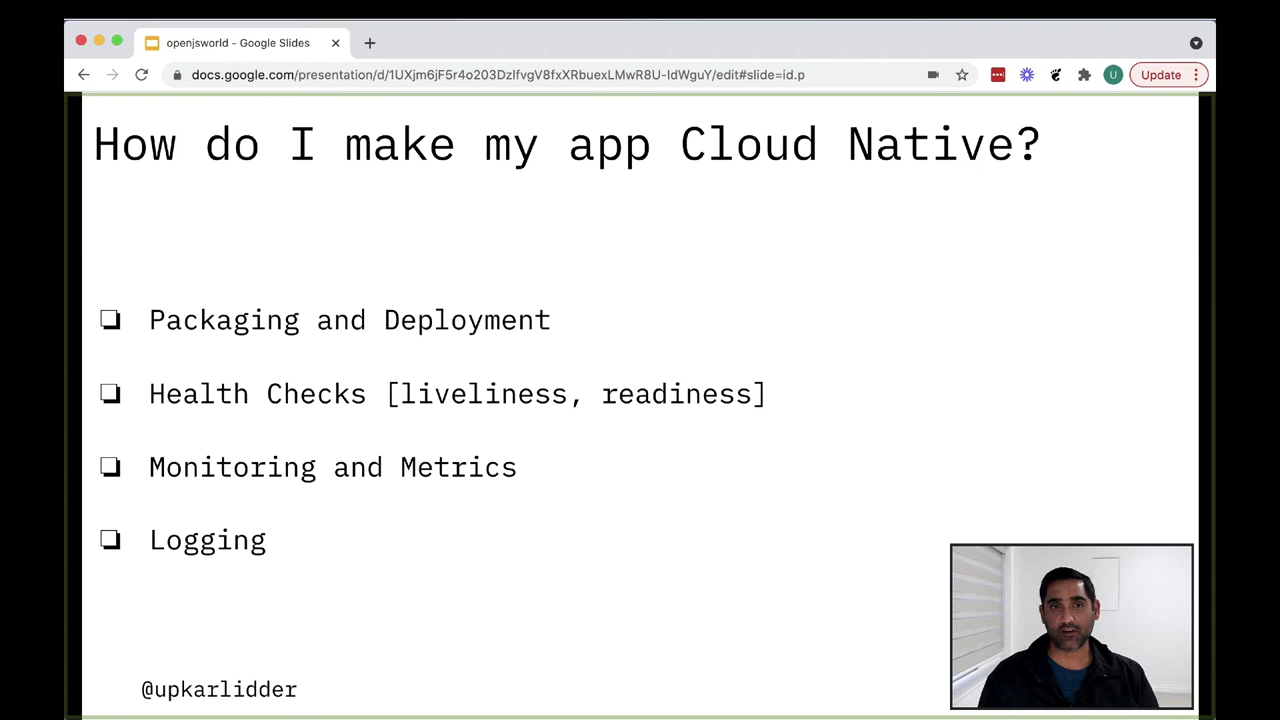 openjsworld - Google Slides
docs.google.com/presentation/d/1UXjm6jF5r4o203DzIfvgV8fxXRbuexLMwR8U-IdWguY/edit#slide=id.p
U
Update
How do I make my app Cloud Native?
❏ Packaging and Deployment
❏ Health Checks [liveliness, readiness]
❏ Monitoring and Metrics
❏ Logging
@upkarlidder